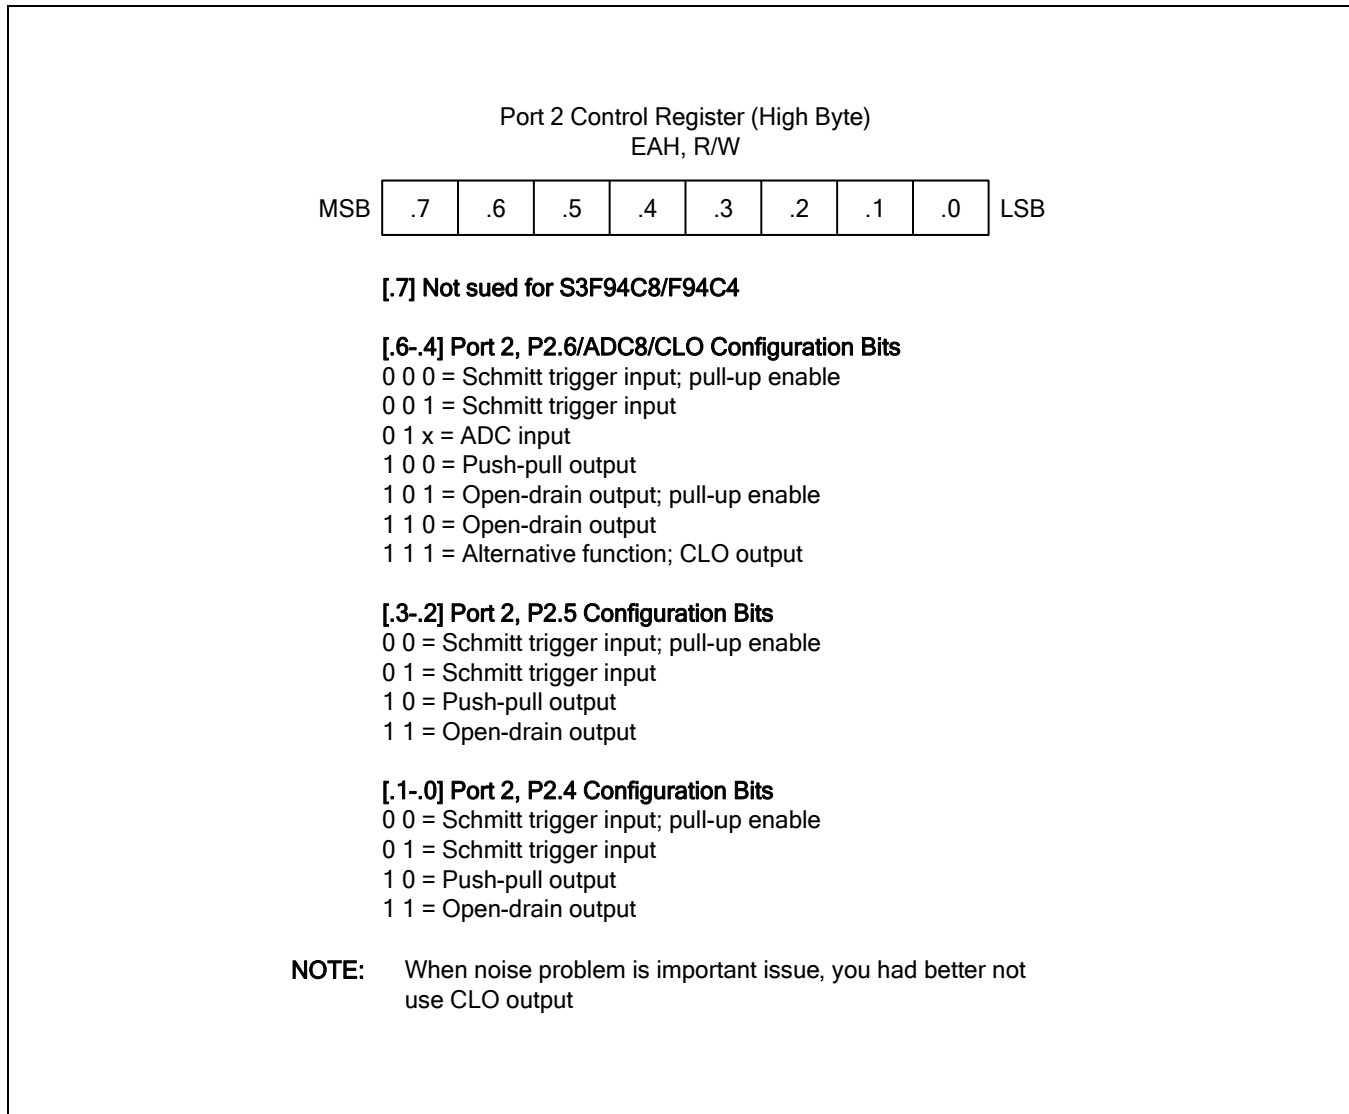 Port 2 Control Register (High Byte)
EAH, R/W
MSB .7 .6 .5 .4 .3 .2 .1 .0 LSB
[.7] Not sued for S3F94C8/F94C4
[.6-.4] Port 2, P2.6/ADC8/CLO Configuration Bits
0 0 0 = Schmitt trigger input; pull-up enable
0 0 1 = Schmitt trigger input
0 1 x = ADC input
1 0 0 = Push-pull output
1 0 1 = Open-drain output; pull-up enable
1 1 0 = Open-drain output
1 1 1 = Alternative function; CLO output
[.3-.2] Port 2, P2.5 Configuration Bits
0 0 = Schmitt trigger input; pull-up enable
0 1 = Schmitt trigger input
1 0 = Push-pull output
1 1 = Open-drain output
[.1-.0] Port 2, P2.4 Configuration Bits
0 0 = Schmitt trigger input; pull-up enable
0 1 = Schmitt trigger input
1 0 = Push-pull output
1 1 = Open-drain output
NOTE: When noise problem is important issue, you had better not
use CLO output